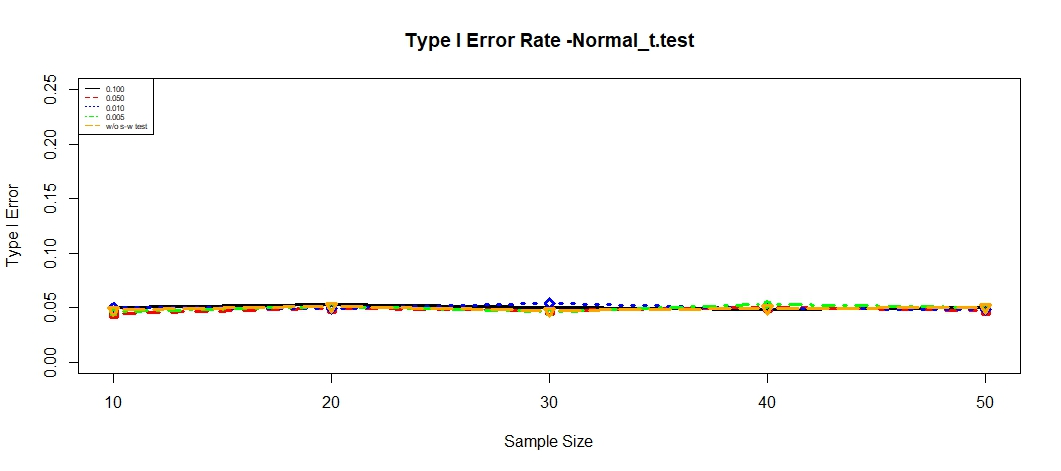 Type I Error Rate -Normal_t.test
0.100
0.050
0.010
0.005
w/o s-w test
0.25
0.20
0.15
0.10
0.05
0.00
Type I Error
10 20 30 40 50
Sample Size